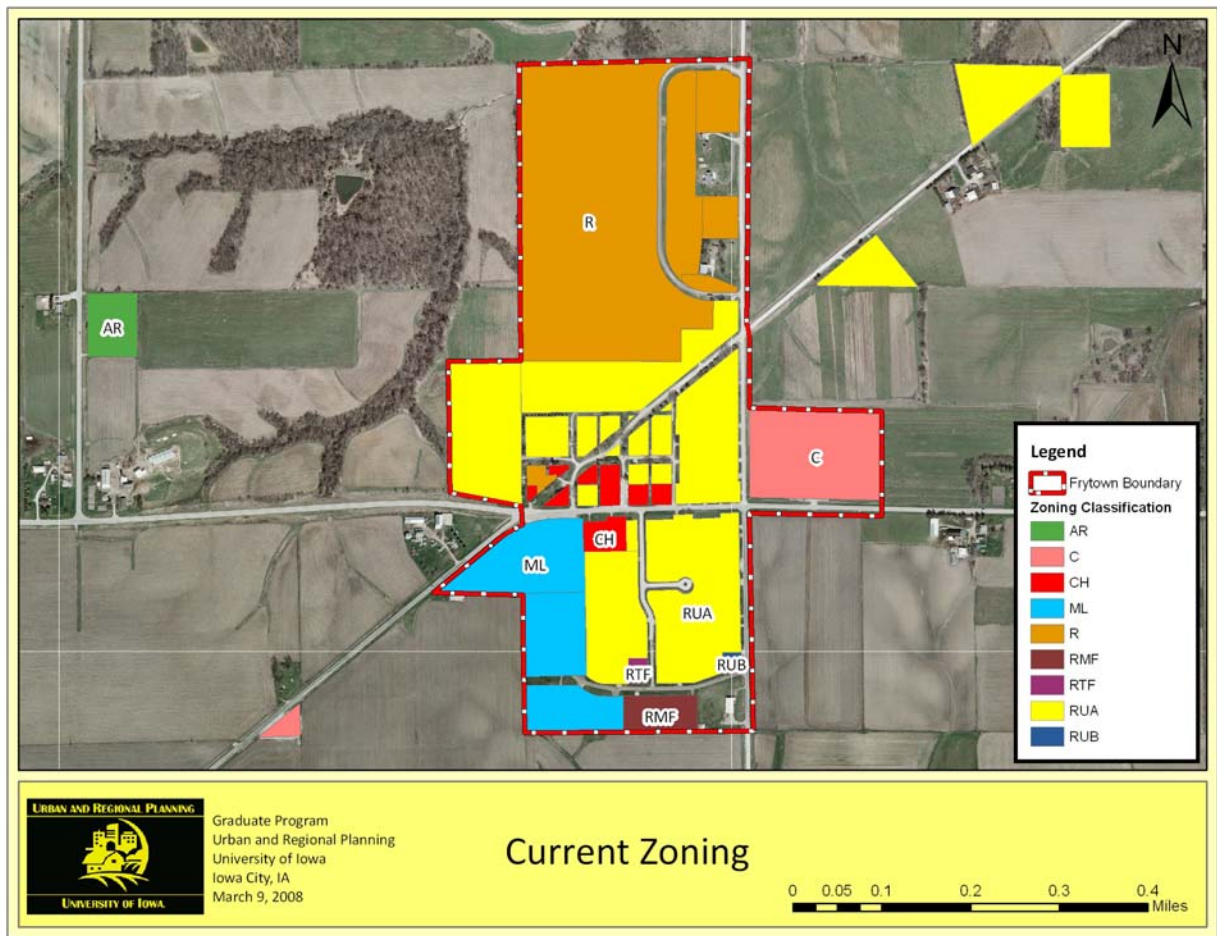 N
R
AR
C
CH
ML
RUA
RUB
RTF
RMF
Legend
Frytown Boundary
Zoning Classification
AR
C
CH
ML
R
RMF
RTF
RUA
RUB
URBAN AND REGIONAL PLANNING
UNIVERSITY OF IOWA
Graduate Program
Urban and Regional Planning
University of Iowa
Iowa City, IA
March 9, 2008
Current Zoning
0 0.05 0.1 0.2 0.3 0.4
Miles